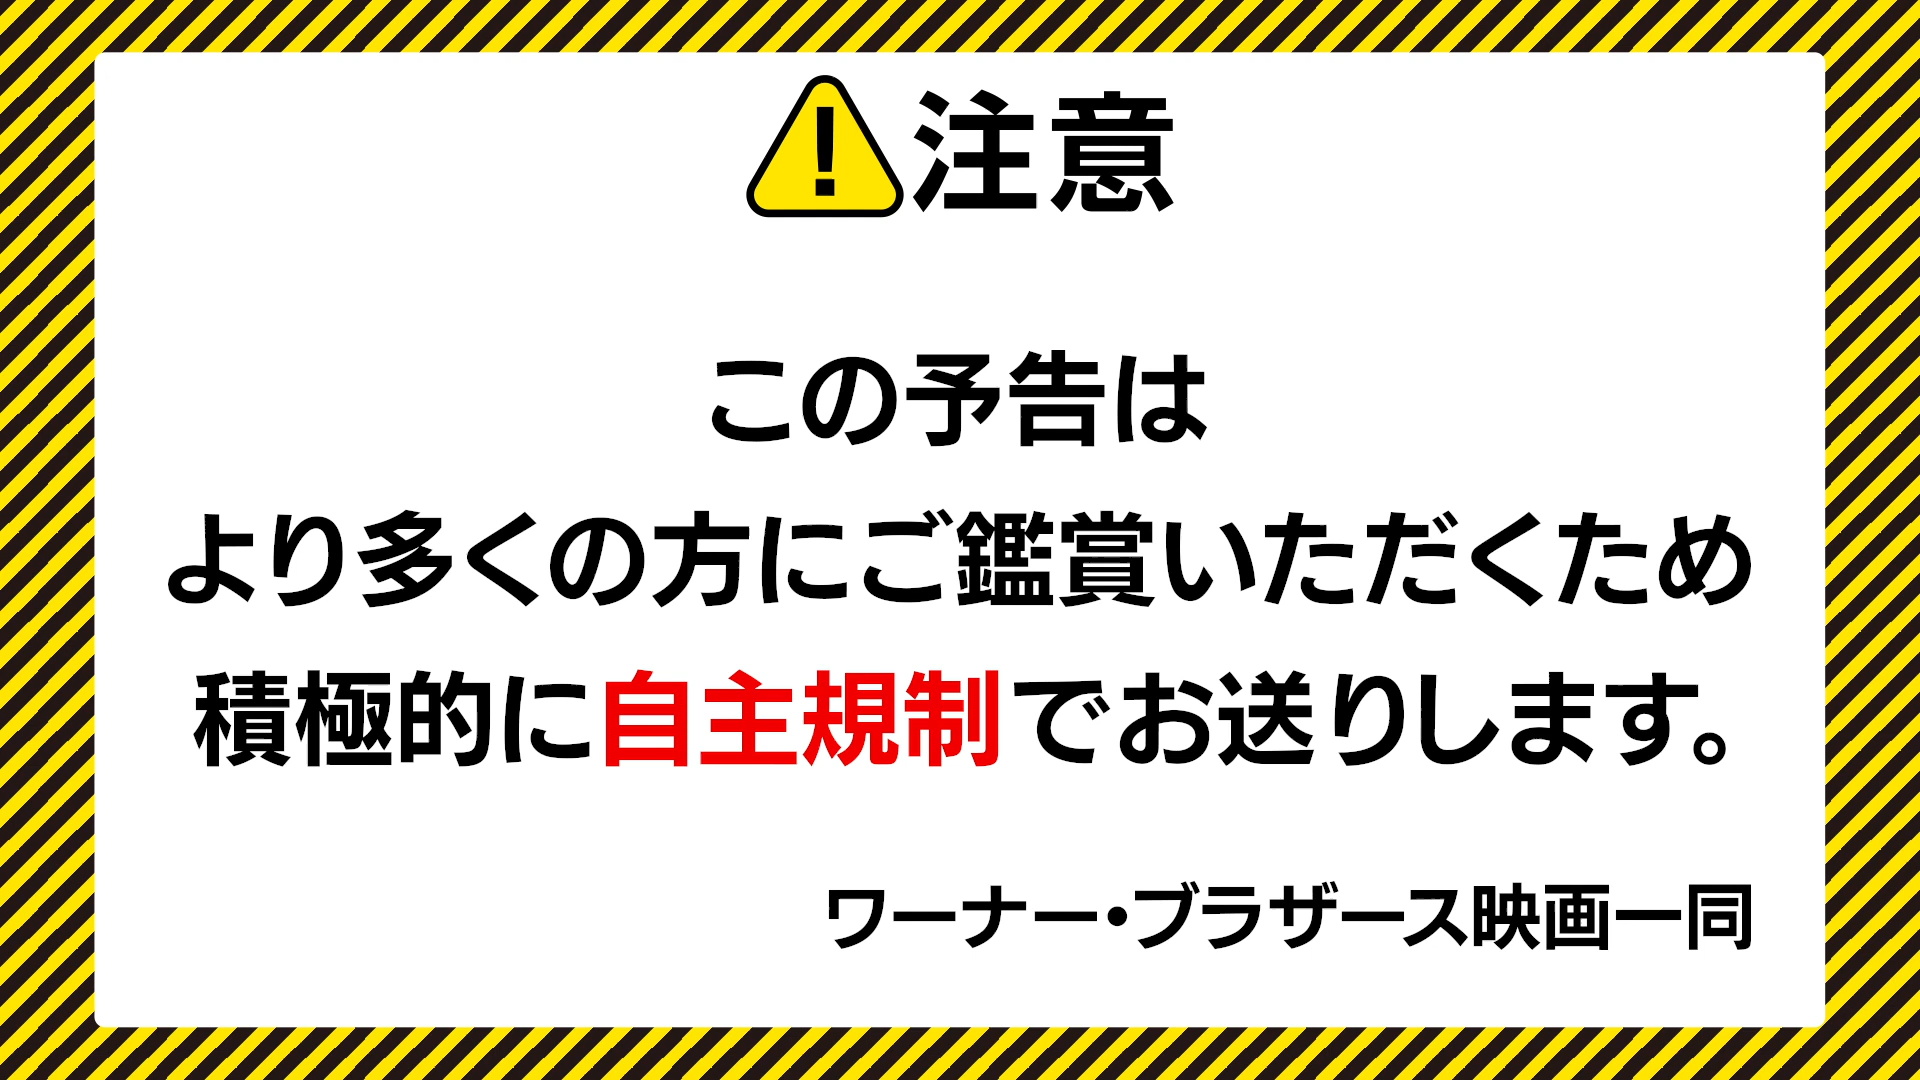 注意
この予告は
より多くの方にご鑑賞いただくため
積極的に自主規制でお送りします。
ワーナー・ブラザース映画一同